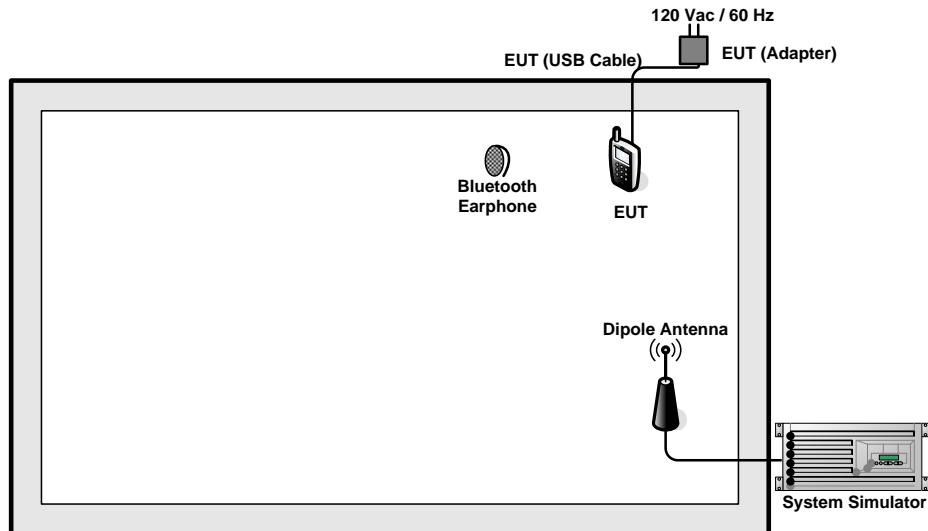 120 Vac / 60 Hz
EUT (USB Cable)
EUT (Adapter)
Bluetooth
Earphone
EUT
Dipole Antenna
System Simulator